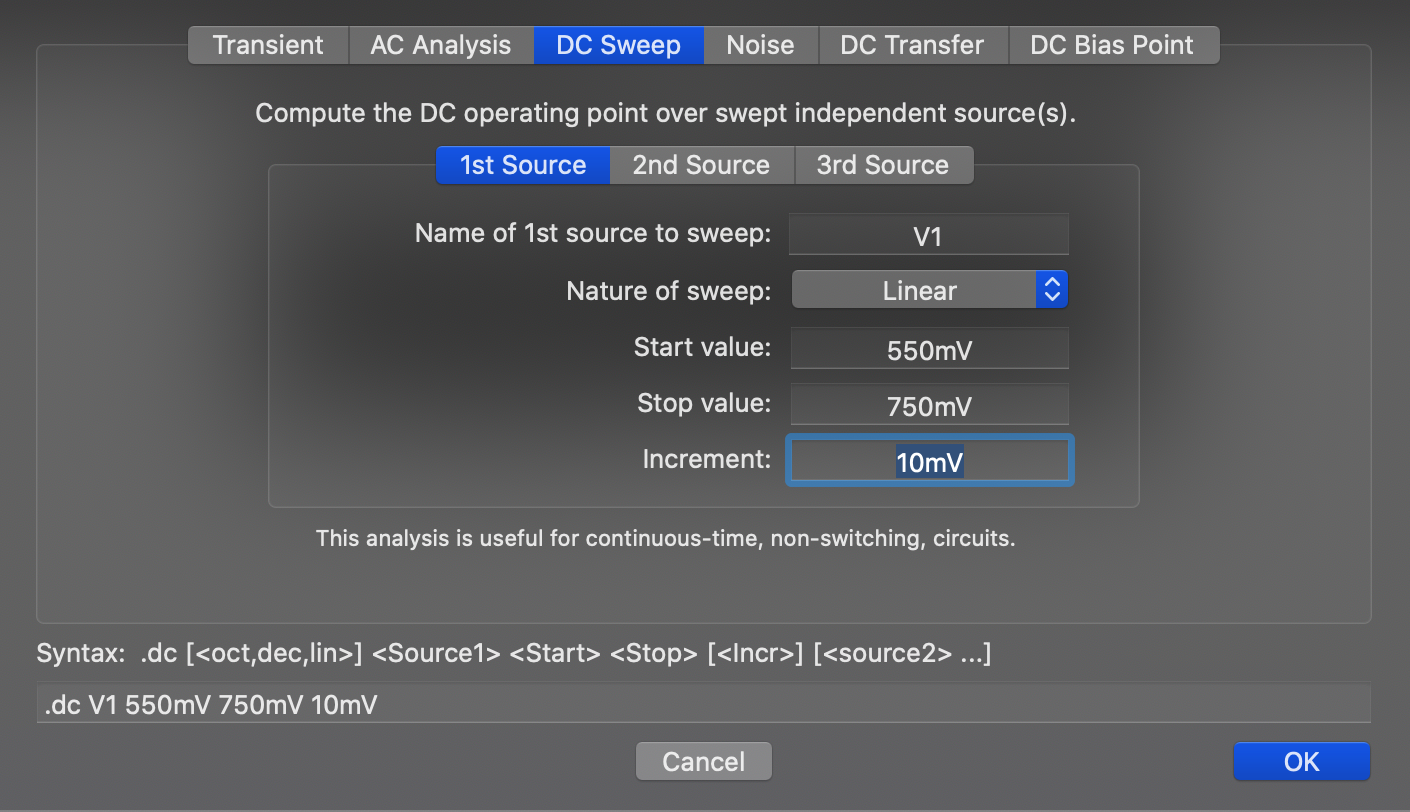 Transient AC Analysis DC Sweep Noise DC Transfer DC Bias Point
Compute the DC operating point over swept independent source(s).
1st Source 2nd Source 3rd Source
Name of 1st source to sweep: V1
Nature of sweep: Linear
Start value: 550mV
Stop value: 750mV
Increment: 10mV
This analysis is useful for continuous-time, non-switching, circuits.
Syntax: .dc [<oct,dec,lin>] <Source1> <Start> <Stop> [<Incr>] [<source2> ...]
.dc V1 550mV 750mV 10mV
Cancel OK